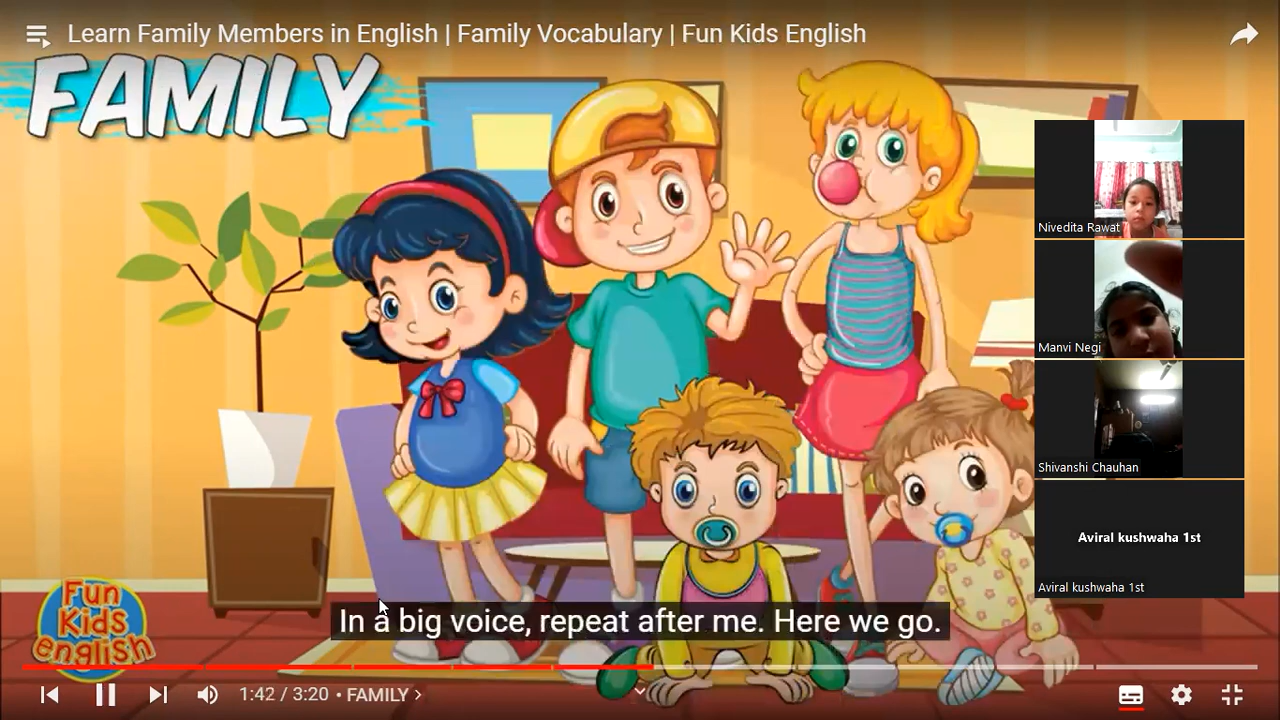 Learn Family Members in English | Family Vocabulary | Fun Kids English
FAMILY
Nivedita Rawat
Manvi Negi
Shivanshi Chauhan
Aviral kushwaha 1st
Aviral kushwaha 1st
Fun
Kids
english
In a big voice, repeat after me. Here we go.
1:42 / 3:20 • FAMILY >